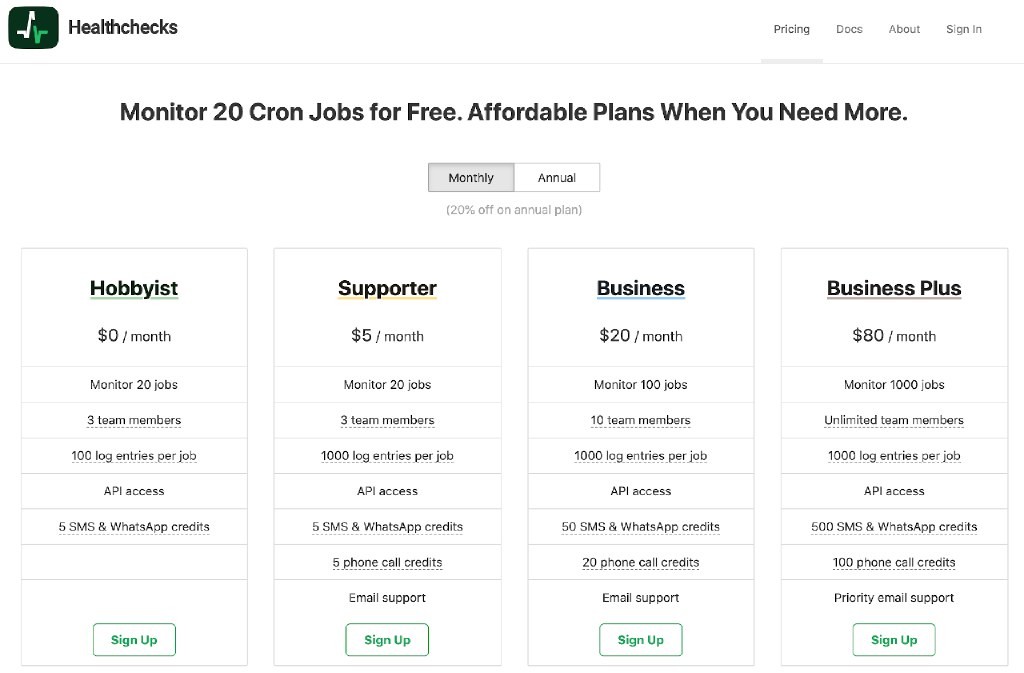 Healthchecks
Pricing
Docs
About
Sign In
Monitor 20 Cron Jobs for Free. Affordable Plans When You Need More.
Monthly
Annual
(20% off on annual plan)
Hobbyist
$0 / month
Monitor 20 jobs
3 team members
100 log entries per job
API access
5 SMS & WhatsApp credits
Sign Up
Supporter
$5 / month
Monitor 20 jobs
3 team members
1000 log entries per job
API access
5 SMS & WhatsApp credits
5 phone call credits
Email support
Sign Up
Business
$20 / month
Monitor 100 jobs
10 team members
1000 log entries per job
API access
50 SMS & WhatsApp credits
20 phone call credits
Email support
Sign Up
Business Plus
$80 / month
Monitor 1000 jobs
Unlimited team members
1000 log entries per job
API access
500 SMS & WhatsApp credits
100 phone call credits
Priority email support
Sign Up